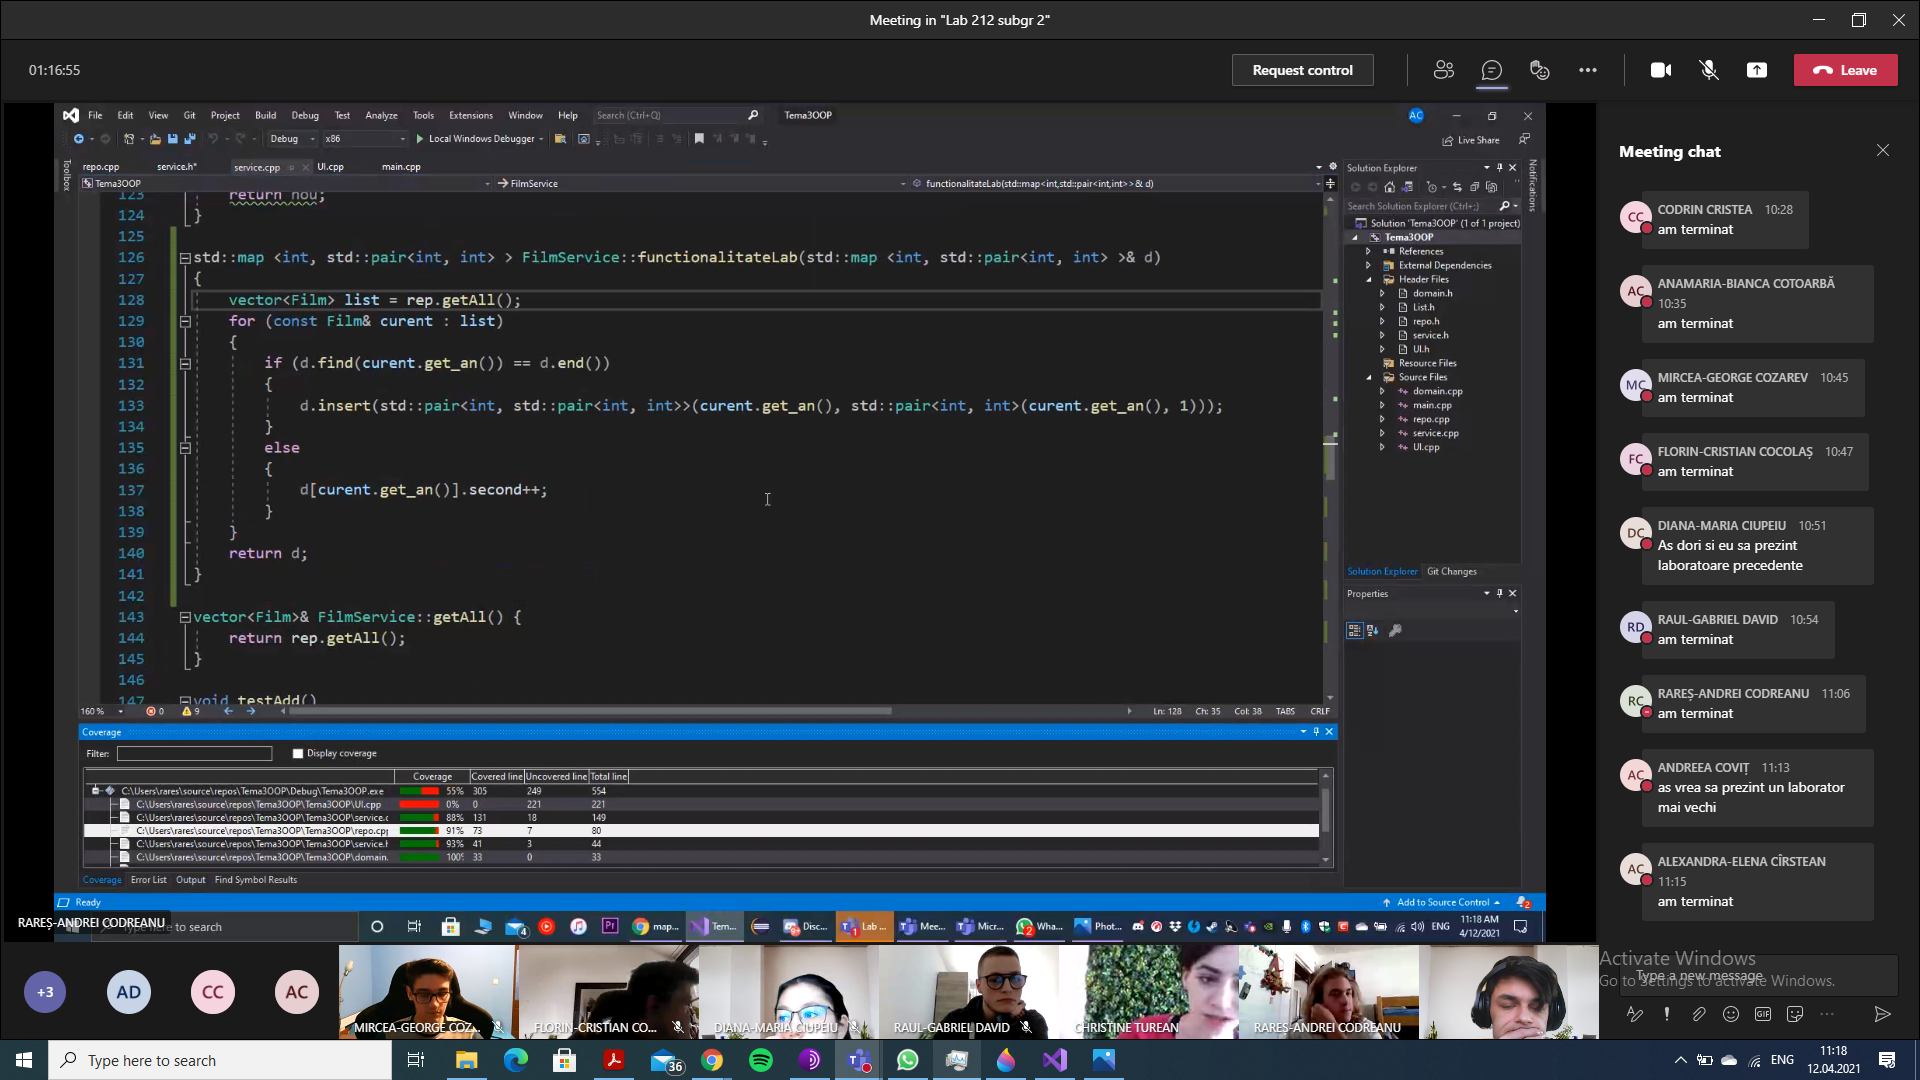 Meeting in "Lab 212 subgr 2"
01:16:55
Request control
Leave
File Edit View Git Project Build Debug Test Analyze Tools Extensions Window Help Search (Ctrl+Q) Tema3OOP AC
Debug x86 Local Windows Debugger Live Share
Toolbox
repo.cpp service.h* service.cpp UI.cpp main.cpp
Tema3OOP FilmService functionalitateLab(std::map<int,std::pair<int,int>>& d)
123 return nou;
124 }
125
126 std::map <int, std::pair<int, int> > FilmService::functionalitateLab(std::map <int, std::pair<int, int> >& d)
127 {
128 vector<Film> list = rep.getAll();
129 for (const Film& curent : list)
130 {
131 if (d.find(curent.get_an()) == d.end())
132 {
133 d.insert(std::pair<int, std::pair<int, int>>(curent.get_an(), std::pair<int, int>(curent.get_an(), 1)));
134 }
135 else
136 {
137 d[curent.get_an()].second++;
138 }
139 }
140 return d;
141 }
142
143 vector<Film>& FilmService::getAll() {
144 return rep.getAll();
145 }
146
147 void testAdd()
160 % 0 9 Ln: 128 Ch: 35 Col: 38 TABS CRLF
Solution Explorer
Notifications
Search Solution Explorer (Ctrl+;)
Solution 'Tema3OOP' (1 of 1 project)
Tema3OOP
References
External Dependencies
Header Files
domain.h
List.h
repo.h
service.h
UI.h
Resource Files
Source Files
domain.cpp
main.cpp
repo.cpp
service.cpp
UI.cpp
Solution Explorer Git Changes
Properties
Coverage
Filter: Display coverage
Coverage Covered line Uncovered line Total line
C:\Users\rares\source\repos\Tema3OOP\Debug\Tema3OOP.exe 55% 305 249 554
C:\Users\rares\source\repos\Tema3OOP\Tema3OOP\UI.cpp 0% 0 221 221
C:\Users\rares\source\repos\Tema3OOP\Tema3OOP\service.c 88% 131 18 149
C:\Users\rares\source\repos\Tema3OOP\Tema3OOP\repo.cpp 91% 73 7 80
C:\Users\rares\source\repos\Tema3OOP\Tema3OOP\service.h 93% 41 3 44
C:\Users\rares\source\repos\Tema3OOP\Tema3OOP\domain. 100% 33 0 33
Coverage Error List Output Find Symbol Results
Ready Add to Source Control 2
RAREȘ-ANDREI CODREANU
Type here to search 4 map... Tem... Disc... Lab ... Mee... Micr... Wha... Phot... ENG 11:18 AM
4/12/2021
Meeting chat
CC CODRIN CRISTEA 10:28
am terminat
AC ANAMARIA-BIANCA COTOARBĂ
10:35
am terminat
MC MIRCEA-GEORGE COZAREV 10:45
am terminat
FC FLORIN-CRISTIAN COCOLAȘ 10:47
am terminat
DC DIANA-MARIA CIUPEIU 10:51
As dori si eu sa prezint
laboratoare precedente
RD RAUL-GABRIEL DAVID 10:54
am terminat
RC RAREȘ-ANDREI CODREANU 11:06
am terminat
AC ANDREEA COVIȚ 11:13
as vrea sa prezint un laborator
mai vechi
AC ALEXANDRA-ELENA CÎRSTEAN
11:15
am terminat
Activate Windows
Type a new message
Go to Settings to activate Windows.
GIF
+3 AD CC AC
MIRCEA-GEORGE COZ... FLORIN-CRISTIAN CO... DIANA-MARIA CIUPEIU RAUL-GABRIEL DAVID CHRISTINE TUREAN RAREȘ-ANDREI CODREANU
Type here to search 36 ENG 11:18
12.04.2021